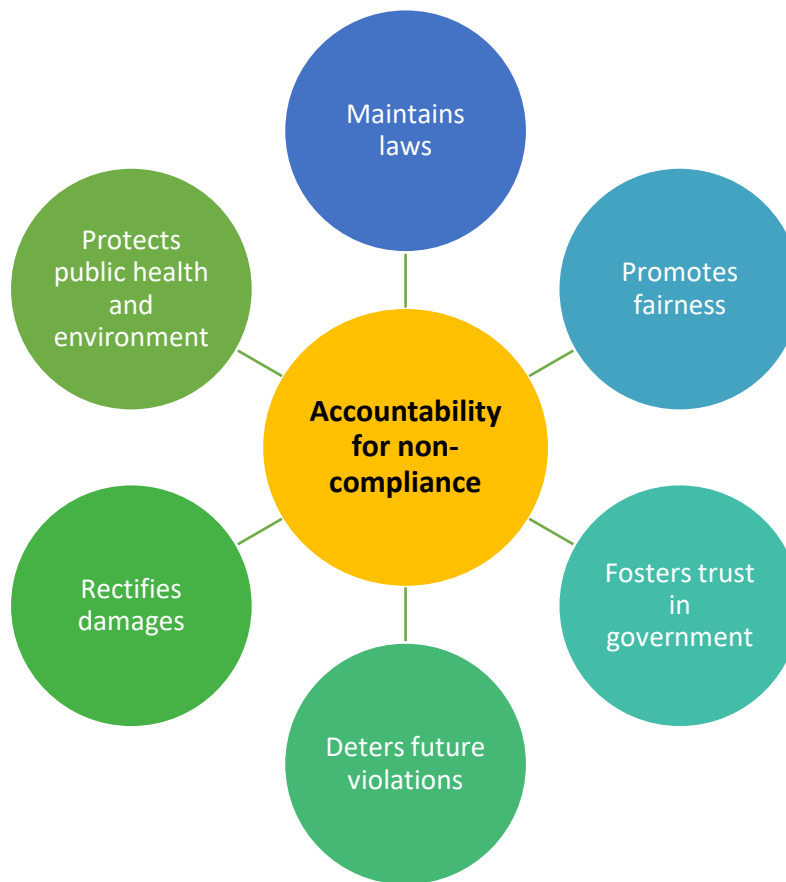 Maintains
laws
Protects
public health
and
environment
Promotes
fairness
Accountability
for non-
compliance
Rectifies
damages
Fosters trust
in
government
Deters future
violations